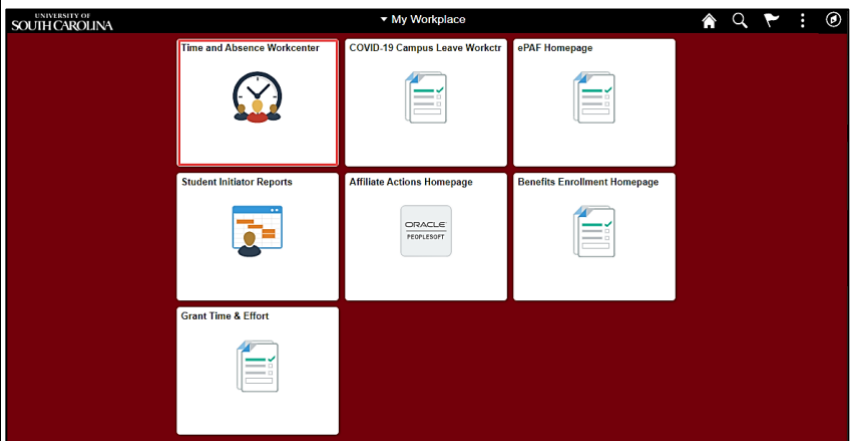 UNIVERSITY OF
SOUTH CAROLINA
My Workplace
Time and Absence Workcenter
COVID-19 Campus Leave Workctr
ePAF Homepage
Student Initiator Reports
Affiliate Actions Homepage
ORACLE
PEOPLESOFT
Benefits Enrollment Homepage
Grant Time & Effort